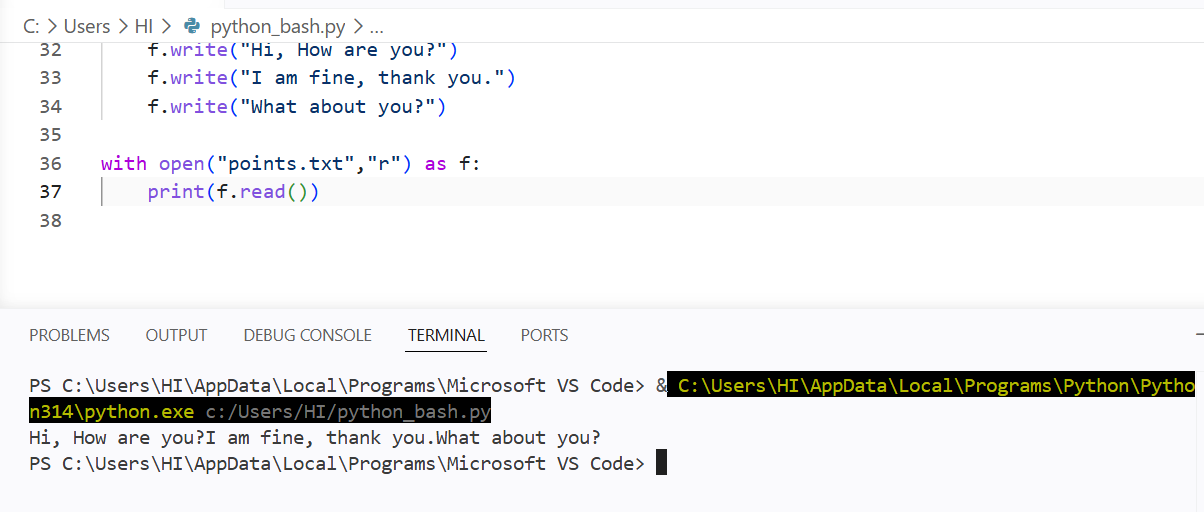 C: > Users > HI > python_bash.py > ...
32 f.write("Hi, How are you?")
33 f.write("I am fine, thank you.")
34 f.write("What about you?")
35
36 with open("points.txt","r") as f:
37 print(f.read())
38
PROBLEMS OUTPUT DEBUG CONSOLE TERMINAL PORTS
PS C:\Users\HI\AppData\Local\Programs\Microsoft VS Code> & C:\Users\HI\AppData\Local\Programs\Python\Pytho
n314\python.exe c:/Users/HI/python_bash.py
Hi, How are you?I am fine, thank you.What about you?
PS C:\Users\HI\AppData\Local\Programs\Microsoft VS Code>